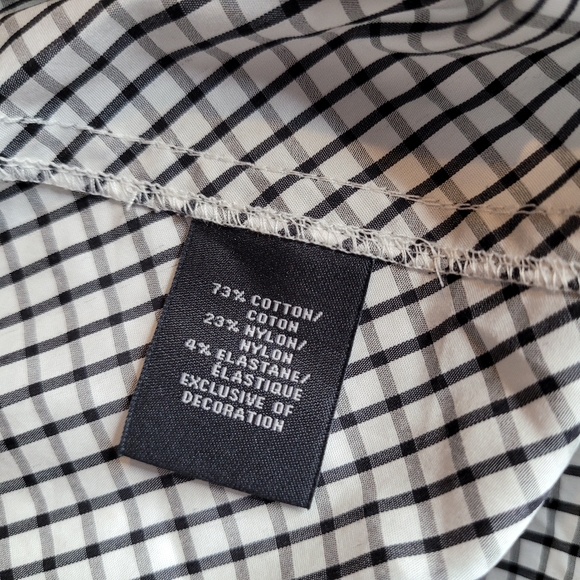 73% COTTON/
COTON
23% NYLON/
NYLON
4% ELASTANE/
ÉLASTIQUE
EXCLUSIVE OF
DECORATION